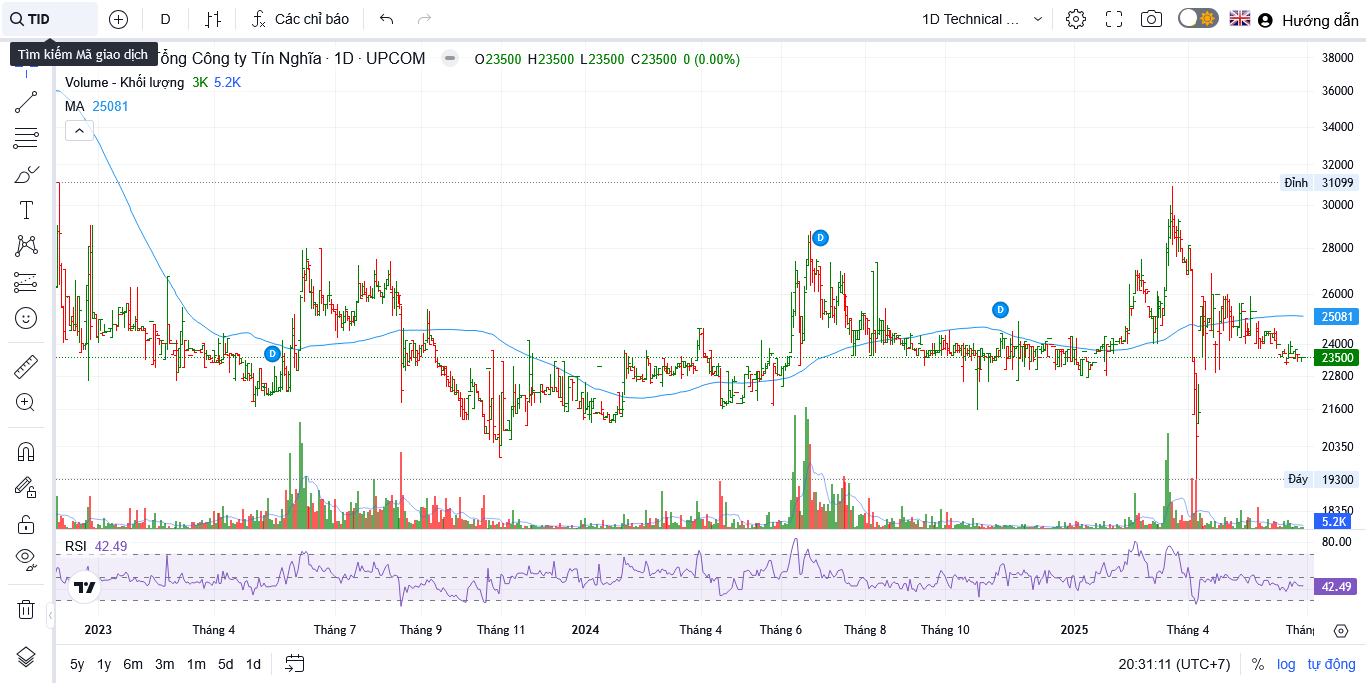 TID
D
Các chỉ báo
1D Technical ...
Hướng dẫn
Tìm kiếm Mã giao dịch
ổng Công ty Tín Nghĩa · 1D · UPCOM
O23500 H23500 L23500 C23500 0 (0.00%)
Volume - Khối lượng 3K 5.2K
MA 25081
T
38000
36000
34000
32000
Đỉnh 31099
30000
28000
26000
25081
24000
23500
22800
21600
20350
Đáy 19300
18350
5.2K
D
D
D
RSI 42.49
80.00
42.49
2023
Tháng 4
Tháng 7
Tháng 9
Tháng 11
2024
Tháng 4
Tháng 6
Tháng 8
Tháng 10
2025
Tháng 4
Thán
5y 1y 6m 3m 1m 5d 1d
20:31:11 (UTC+7)
% log tự động